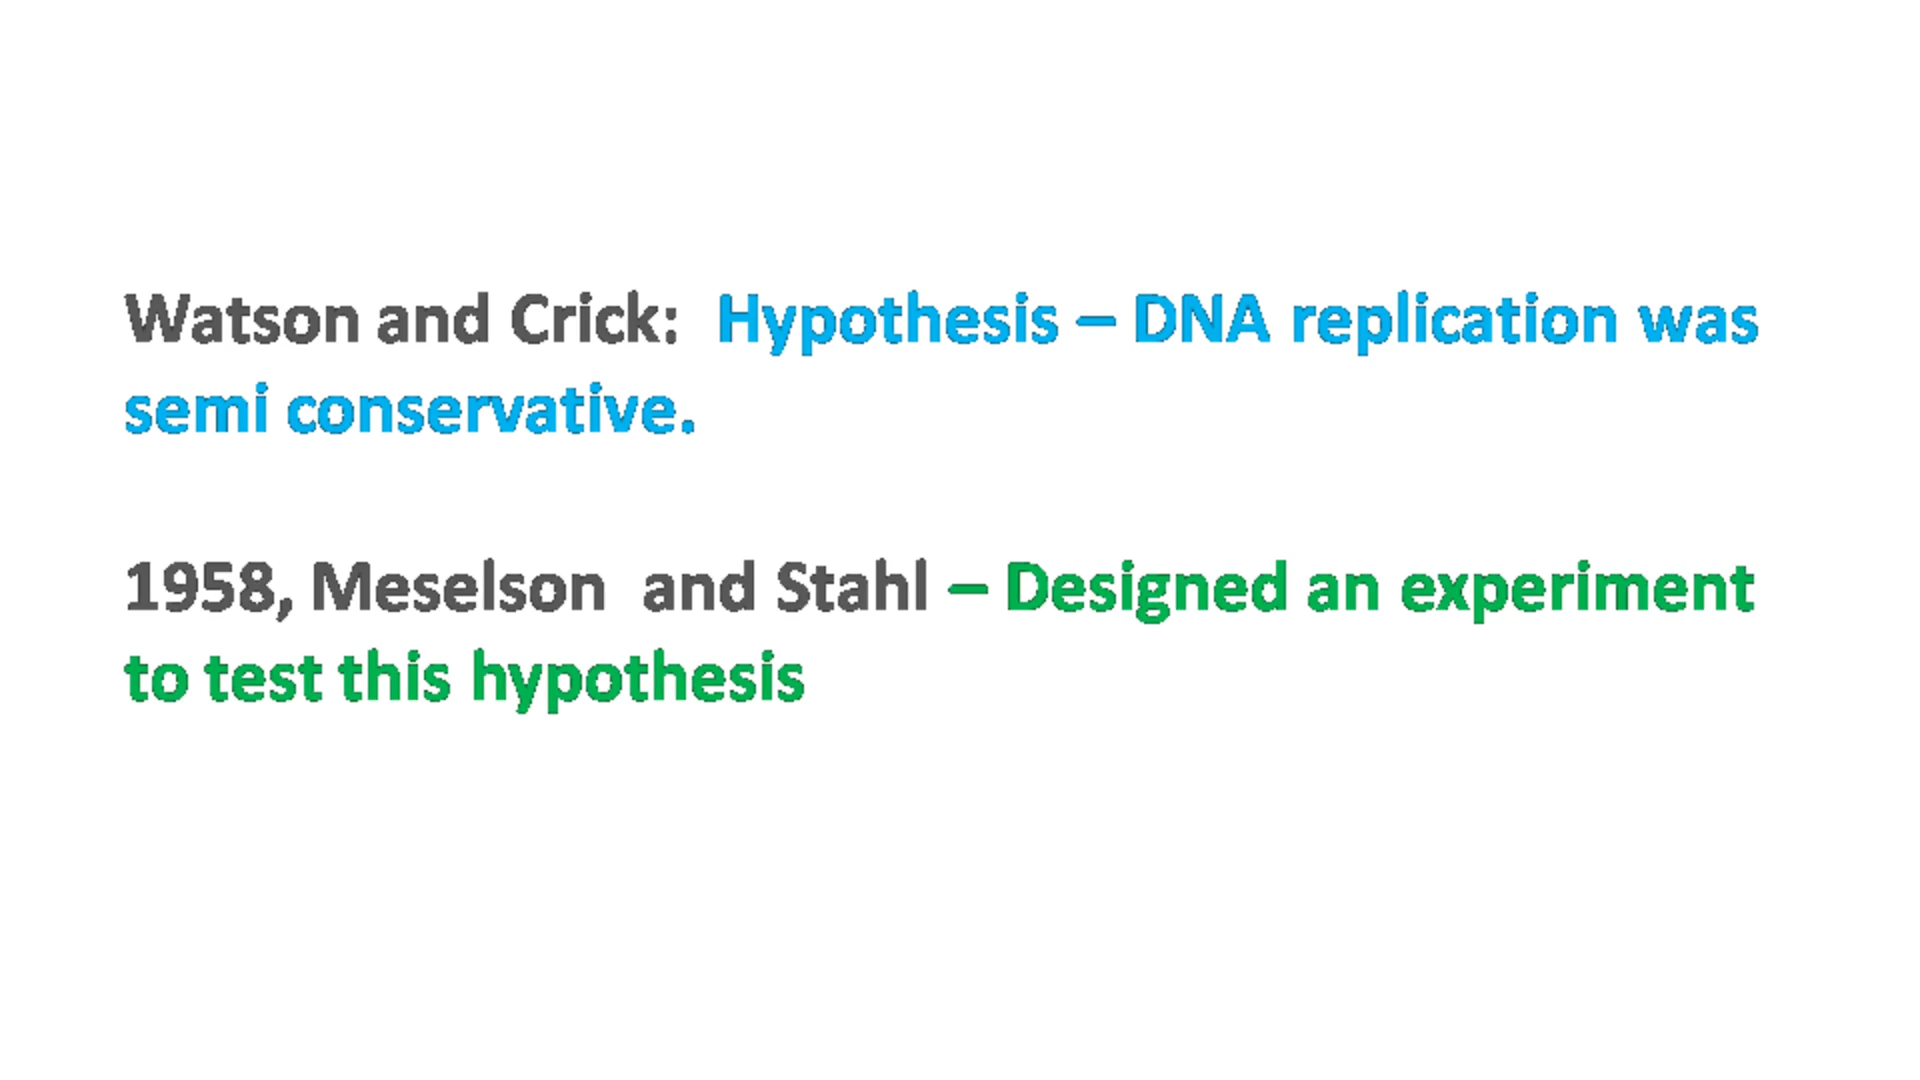 Watson and Crick: Hypothesis – DNA replication was
semi conservative.
1958, Meselson and Stahl – Designed an experiment
to test this hypothesis